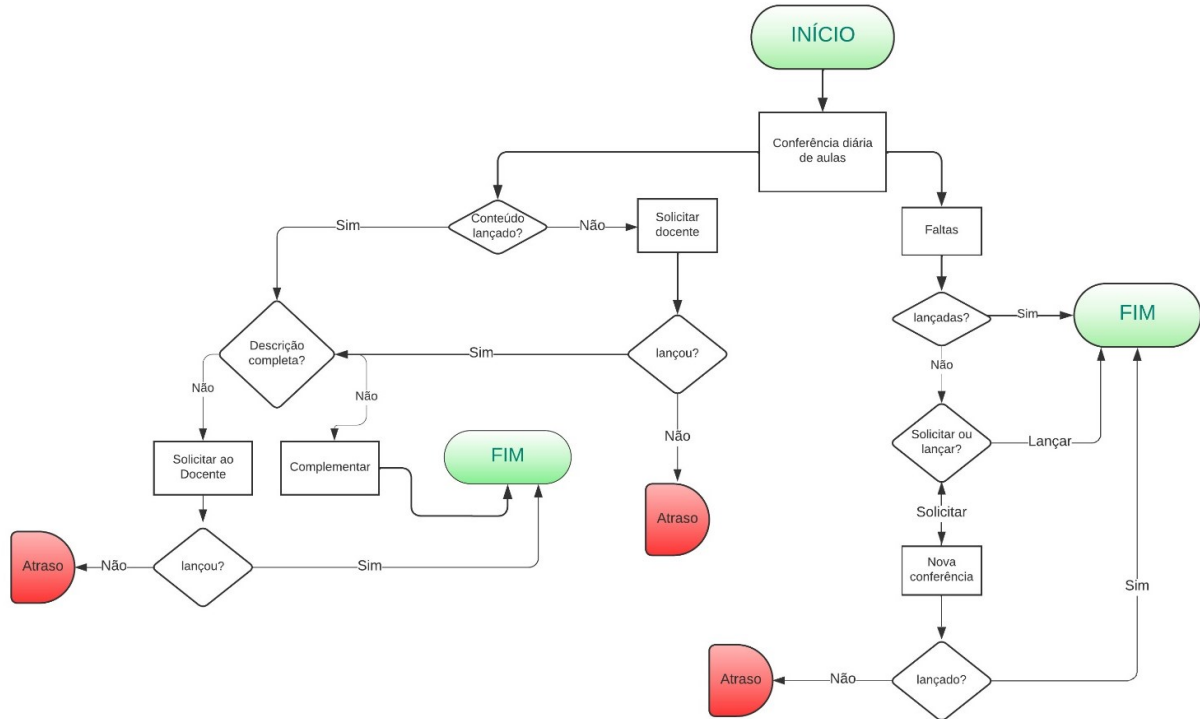 INÍCIO
Conferência diária
de aulas
Conteúdo
lançado?
Sim
Não
Solicitar
docente
Faltas
lançadas?
Sim
FIM
Descrição
completa?
Sim
lançou?
Não
Não
Não
Não
Solicitar ou
lançar?
Lançar
Solicitar ao
Docente
Complementar
FIM
Atraso
Solicitar
Nova
conferência
Atraso
Não
lançou?
Sim
Sim
Atraso
Não
lançado?